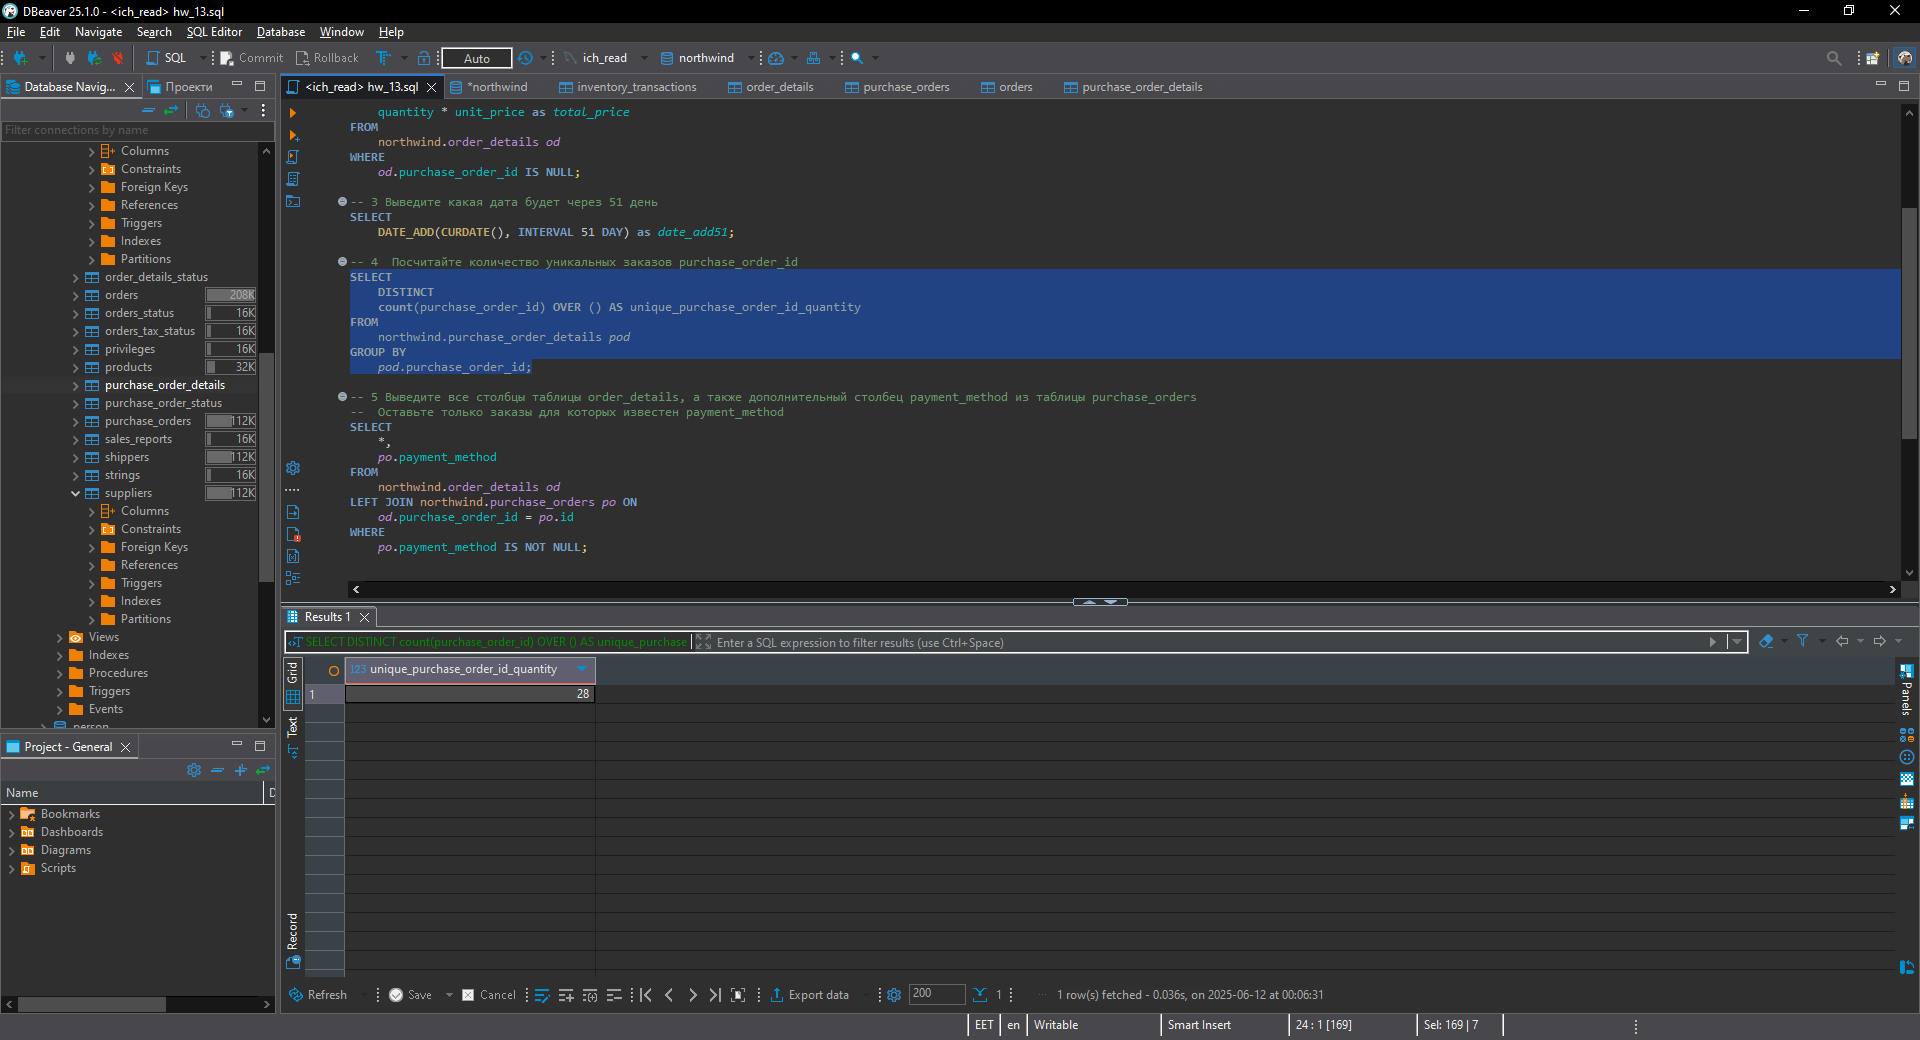 DBeaver 25.1.0 - <ich_read> hw_13.sql
File Edit Navigate Search SQL Editor Database Window Help
SQL Commit Rollback Auto ich_read northwind
Database Navig... Проекти
<ich_read> hw_13.sql *northwind inventory_transactions order_details purchase_orders orders purchase_order_details
Filter connections by name
Columns
Constraints
Foreign Keys
References
Triggers
Indexes
Partitions
order_details_status
orders 208K
orders_status 16K
orders_tax_status 16K
privileges 16K
products 32K
purchase_order_details
purchase_order_status
purchase_orders 112K
sales_reports 16K
shippers 112K
strings 16K
suppliers 112K
Columns
Constraints
Foreign Keys
References
Triggers
Indexes
Partitions
Views
Indexes
Procedures
Triggers
Events
person
quantity * unit_price as total_price
FROM
northwind.order_details od
WHERE
od.purchase_order_id IS NULL;
-- 3 Выведите какая дата будет через 51 день
SELECT
DATE_ADD(CURDATE(), INTERVAL 51 DAY) as date_add51;
-- 4  Посчитайте количество уникальных заказов purchase_order_id
SELECT
DISTINCT
count(purchase_order_id) OVER () AS unique_purchase_order_id_quantity
FROM
northwind.purchase_order_details pod
GROUP BY
pod.purchase_order_id;
-- 5 Выведите все столбцы таблицы order_details, а также дополнительный столбец payment_method из таблицы purchase_orders
--  Оставьте только заказы для которых известен payment_method
SELECT
*,
po.payment_method
FROM
northwind.order_details od
LEFT JOIN northwind.purchase_orders po ON
od.purchase_order_id = po.id
WHERE
po.payment_method IS NOT NULL;
Results 1
SELECT DISTINCT count(purchase_order_id) OVER () AS unique_purchase Enter a SQL expression to filter results (use Ctrl+Space)
Grid
Text
Record
123 unique_purchase_order_id_quantity
1 28
Panels
Project - General
Name D
Bookmarks
Dashboards
Diagrams
Scripts
Refresh Save Cancel Export data 200 1 1 row(s) fetched - 0.036s, on 2025-06-12 at 00:06:31
EET en Writable Smart Insert 24 : 1 [169] Sel: 169 | 7